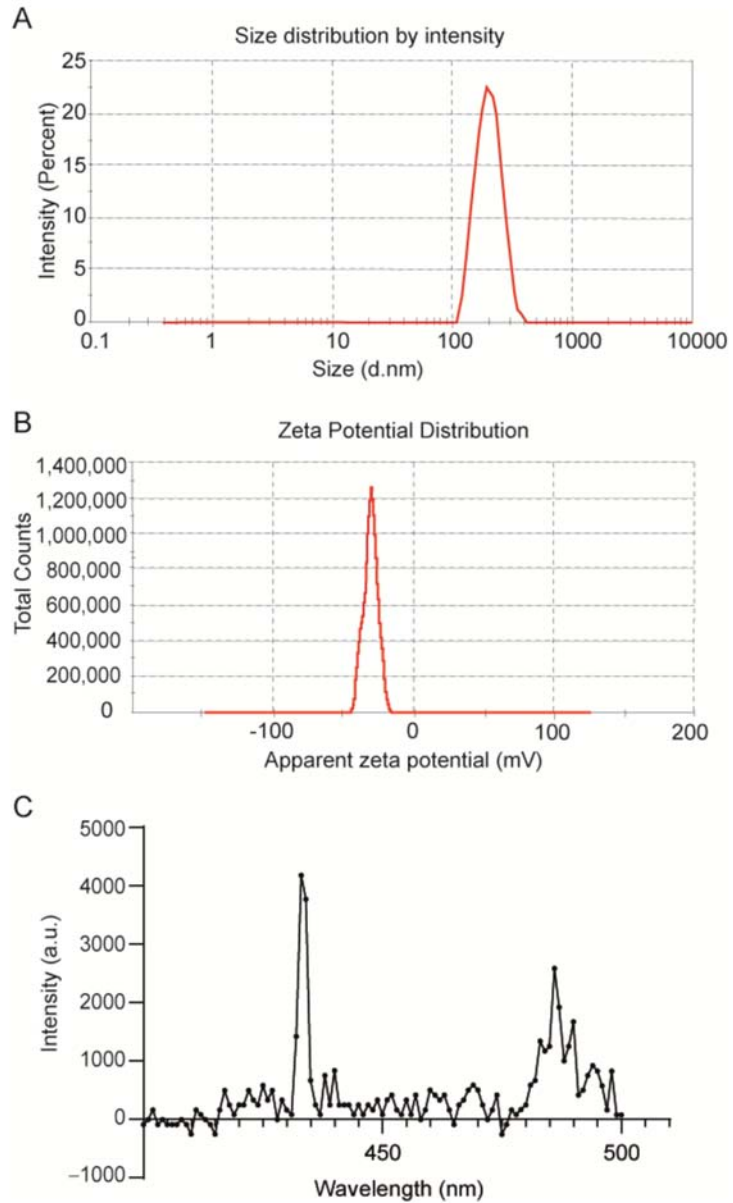 A
Size distribution by intensity
Intensity (Percent)
25
20
15
10
5
0
0.1 1 10 100 1000 10000
Size (d.nm)
B
Zeta Potential Distribution
Total Counts
1,400,000
1,200,000
1,000,000
800,000
600,000
400,000
200,000
0
-100 0 100 200
Apparent zeta potential (mV)
C
Intensity (a.u.)
5000
4000
3000
2000
1000
0
−1000
450 500
Wavelength (nm)